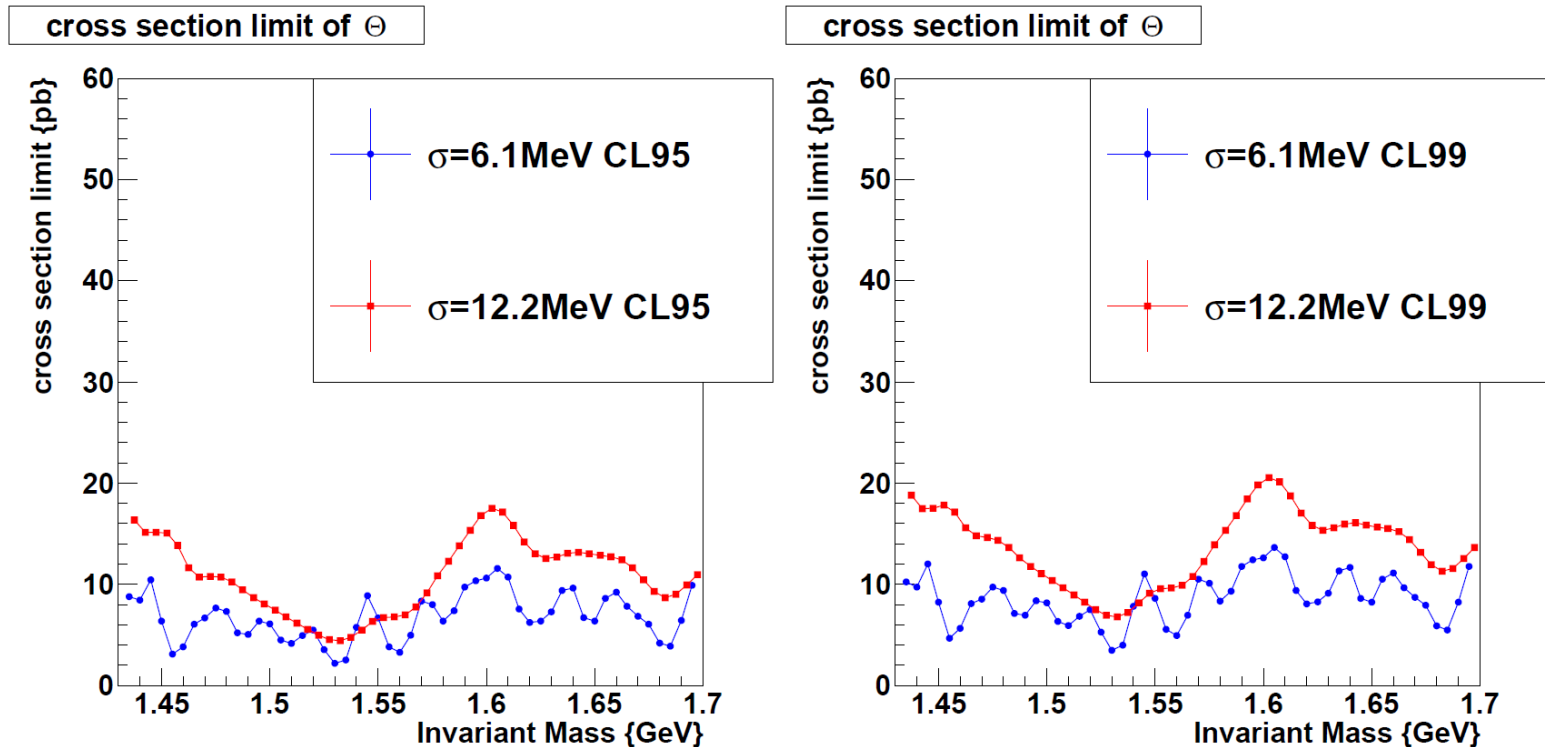 cross section limit of Θ
cross section limit {pb}
60
50
40
30
20
10
0
σ=6.1MeV CL95
σ=12.2MeV CL95
1.45
1.5
1.55
1.6
1.65
1.7
Invariant Mass {GeV}
cross section limit of Θ
cross section limit {pb}
60
50
40
30
20
10
0
σ=6.1MeV CL99
σ=12.2MeV CL99
1.45
1.5
1.55
1.6
1.65
1.7
Invariant Mass {GeV}